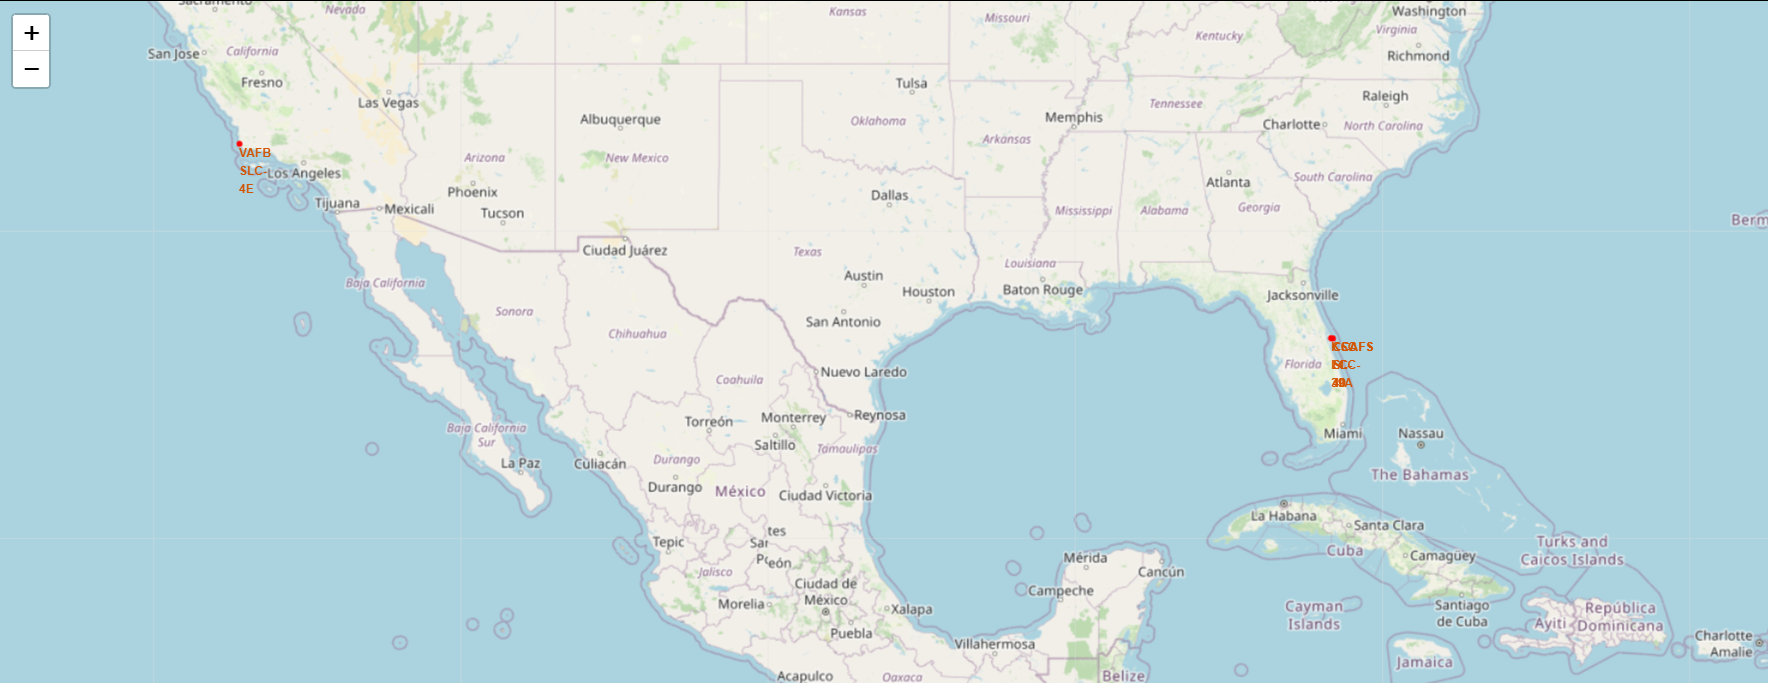 +
−
Nevada
San Jose
California
Fresno
Las Vegas
VAFB
SLC-
4E
Los Angeles
Tijuana
Mexicali
Arizona
Phoenix
Tucson
Albuquerque
New Mexico
Ciudad Juárez
Kansas
Missouri
Tulsa
Oklahoma
Arkansas
Memphis
Dallas
Texas
Austin
Houston
San Antonio
Louisiana
Baton Rouge
Mississippi
Alabama
Kentucky
Tennessee
Washington
Virginia
Richmond
Raleigh
Charlotte
North Carolina
South Carolina
Atlanta
Georgia
Jacksonville
Florida
Miami
Baja California
Sonora
Chihuahua
Coahuila
Nuevo Laredo
Reynosa
Monterrey
Torreón
Saltillo
Tamaulipas
Baja California
Sur
La Paz
Culiacán
Durango
Durango
México
Ciudad Victoria
Tepic
Jalisco
Ciudad de
México
Morelia
Puebla
Xalapa
Acapulco
Oaxaca
Villahermosa
Campeche
Mérida
Cancún
Belize
Nassau
The Bahamas
La Habana
Santa Clara
Cuba
Camagüey
Santiago
de Cuba
Cayman
Islands
Jamaica
Turks and
Caicos Islands
Ayiti
República
Dominicana
Charlotte
Amalie